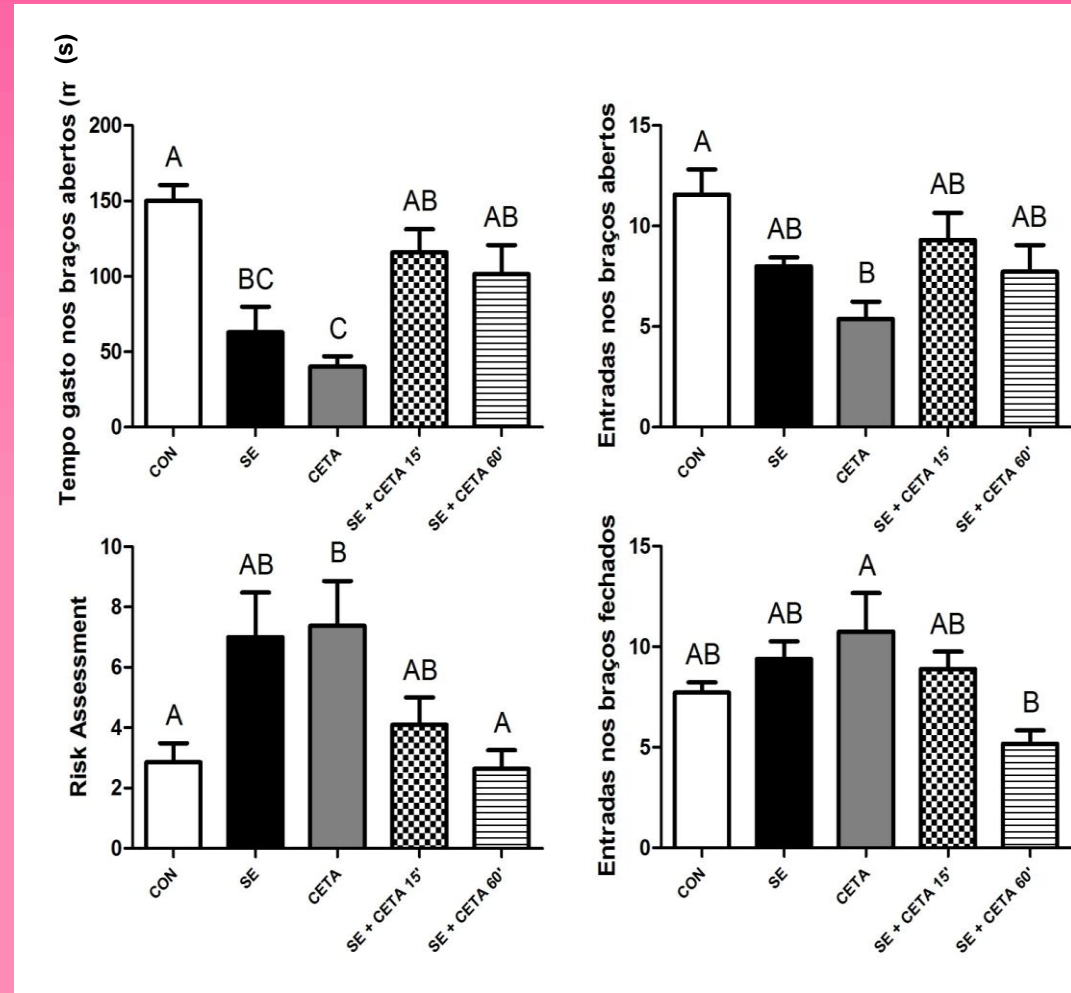 Tempo gasto nos braços abertos (m (s)
200
150
100
50
0
A
BC
C
AB
AB
CON
SE
CETA
SE + CETA 15'
SE + CETA 60'
Entradas nos braços abertos
15
10
5
0
A
AB
B
AB
AB
CON
SE
CETA
SE + CETA 15'
SE + CETA 60'
Risk Assessment
10
8
6
4
2
0
A
AB
B
AB
A
CON
SE
CETA
SE + CETA 15'
SE + CETA 60'
Entradas nos braços fechados
15
10
5
0
AB
AB
A
AB
B
CON
SE
CETA
SE + CETA 15'
SE + CETA 60'